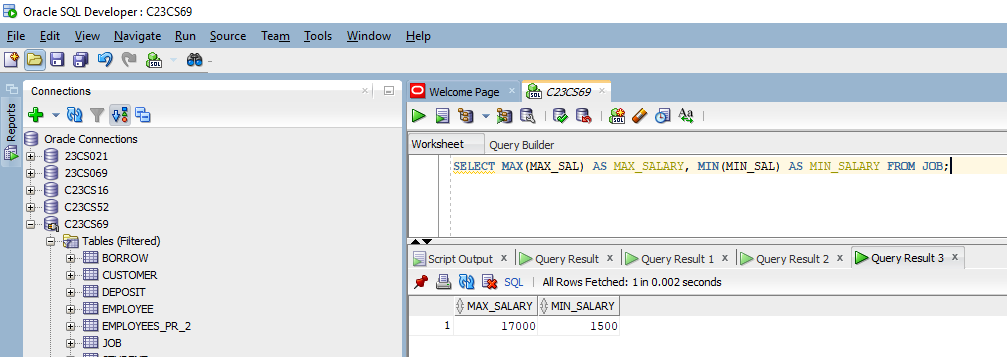 Oracle SQL Developer : C23CS69
File Edit View Navigate Run Source Team Tools Window Help
SQL
Reports
Connections x
Welcome Page x C23CS69 x
Oracle Connections
23CS021
23CS069
C23CS16
C23CS52
C23CS69
Tables (Filtered)
BORROW
CUSTOMER
DEPOSIT
EMPLOYEE
EMPLOYEES_PR_2
JOB
Aa
Worksheet Query Builder
SELECT MAX(MAX_SAL) AS MAX_SALARY, MIN(MIN_SAL) AS MIN_SALARY FROM JOB;
Script Output x Query Result x Query Result 1 x Query Result 2 x Query Result 3 x
SQL | All Rows Fetched: 1 in 0.002 seconds
MAX_SALARY MIN_SALARY
1 17000 1500